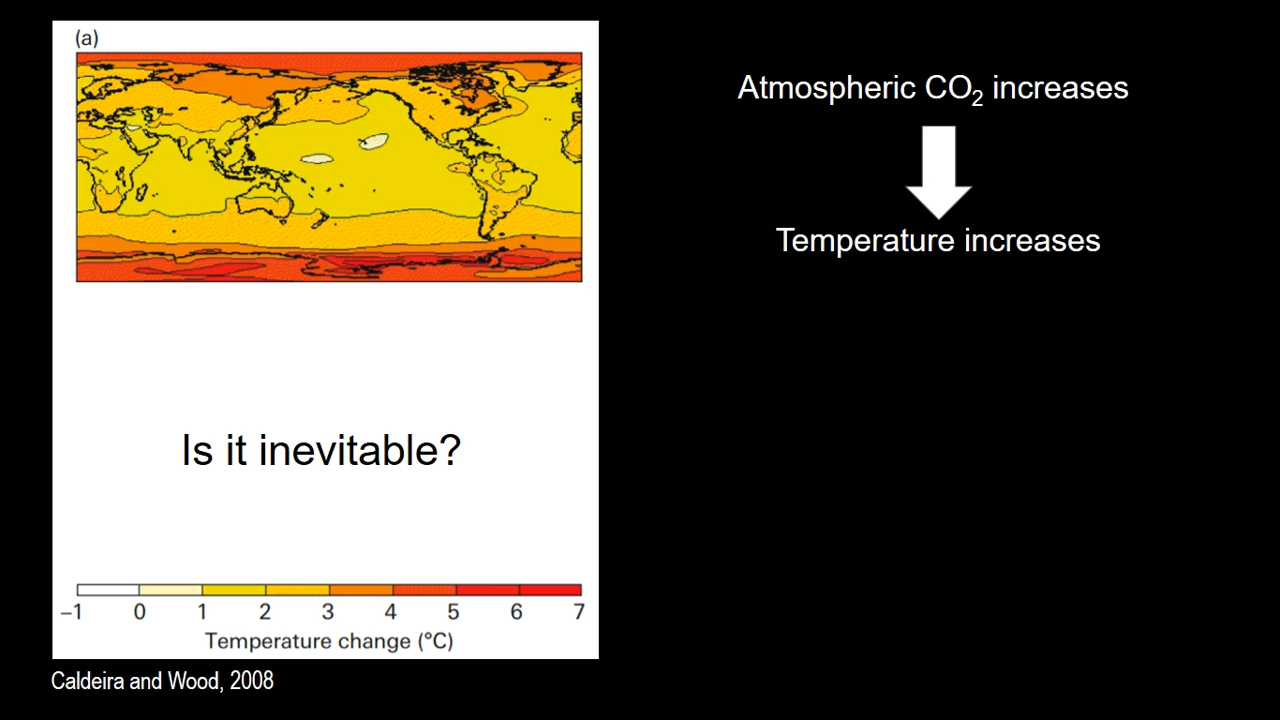 (a)
Atmospheric CO₂ increases
Temperature increases
Is it inevitable?
–1 0 1 2 3 4 5 6 7
Temperature change (°C)
Caldeira and Wood, 2008